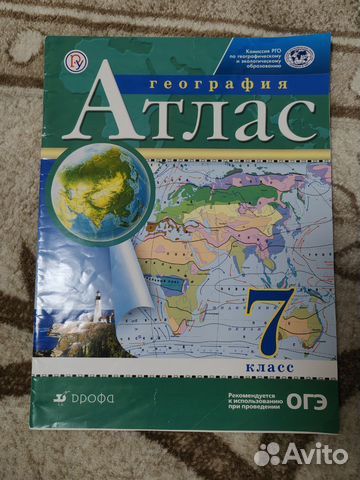 Комиссия РГО
по географическому
и экологическому
образованию
география
Атлас
7
класс
дрофа
Рекомендуется
к использованию
при проведении
ОГЭ
Avito